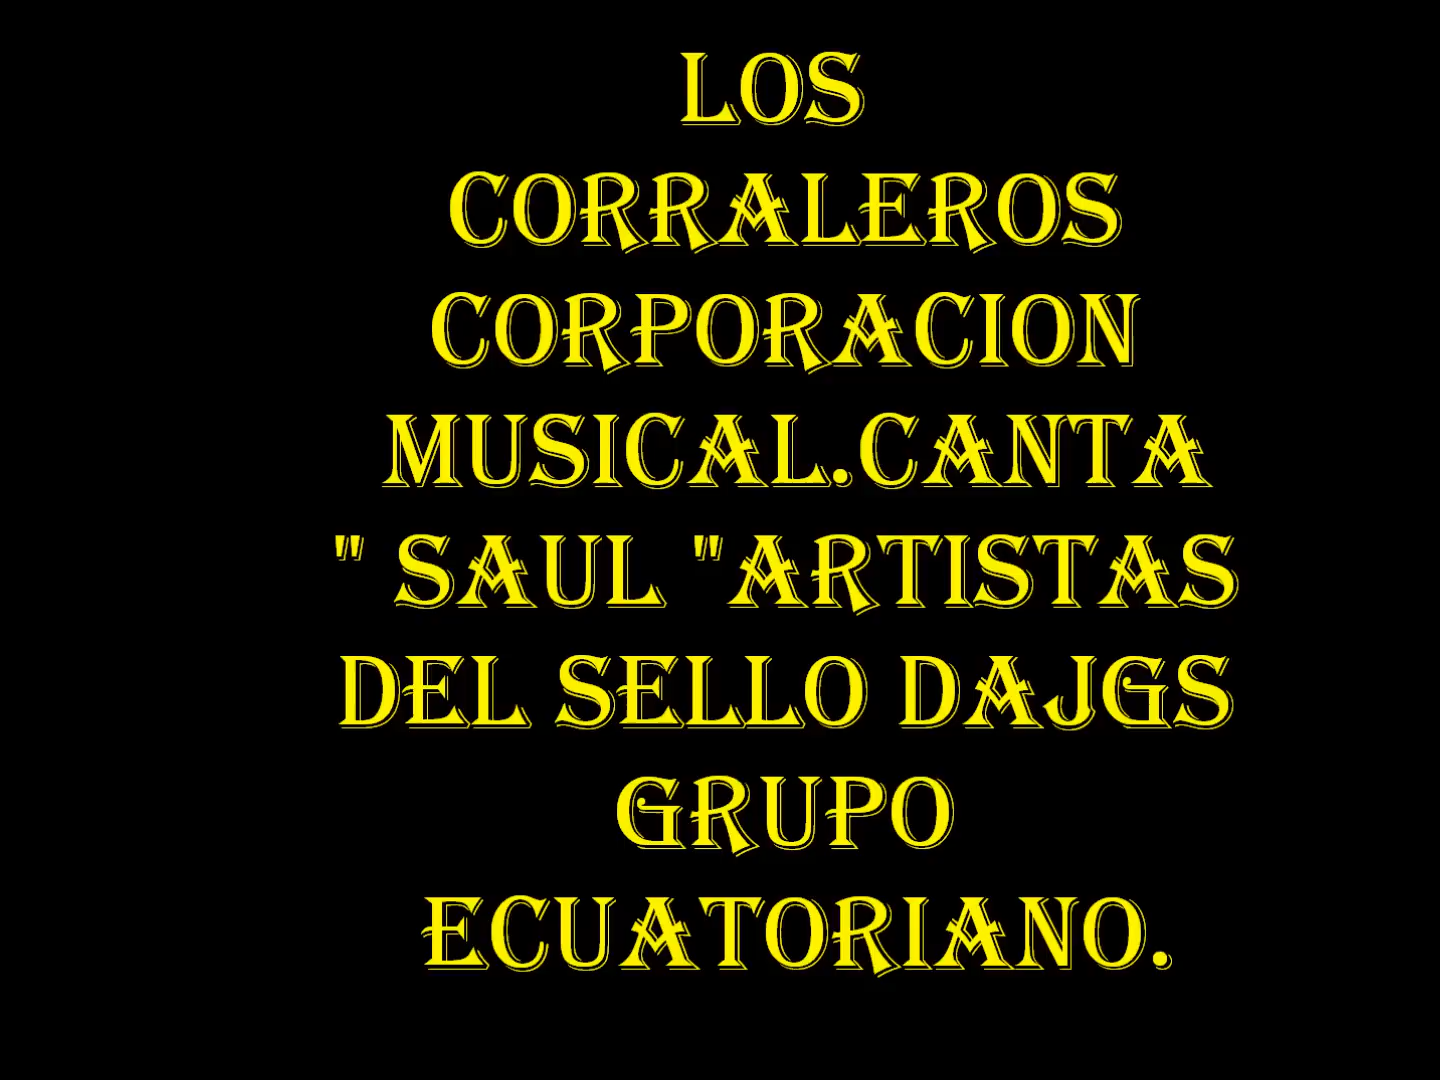 LOS
CORRALEROS
CORPORACION
MUSICAL.CANTA
" SAUL "ARTISTAS
DEL SELLO DAJGS
GRUPO
ECUATORIANO.